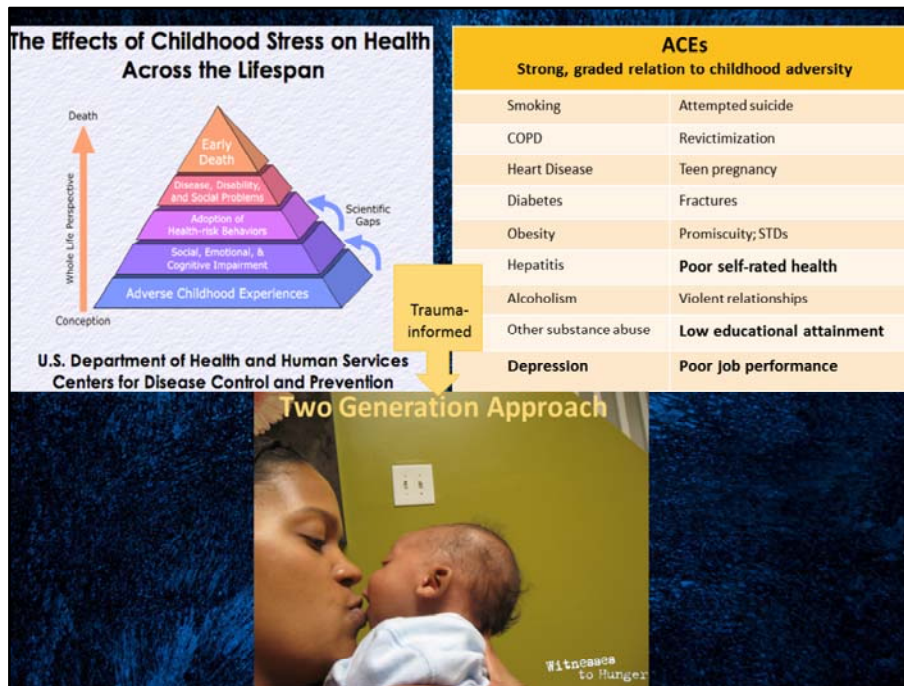 The Effects of Childhood Stress on Health
Across the Lifespan
Death
Whole Life Perspective
Conception
Early
Death
Disease, Disability,
and Social Problems
Adoption of
Health-risk Behaviors
Social, Emotional, &
Cognitive Impairment
Adverse Childhood Experiences
Scientific
Gaps
U.S. Department of Health and Human Services
Centers for Disease Control and Prevention
ACEs
Strong, graded relation to childhood adversity
Smoking Attempted suicide
COPD Revictimization
Heart Disease Teen pregnancy
Diabetes Fractures
Obesity Promiscuity; STDs
Hepatitis Poor self-rated health
Alcoholism Violent relationships
Other substance abuse Low educational attainment
Depression Poor job performance
Trauma-
informed
Two Generation Approach
Witnesses
to Hunger